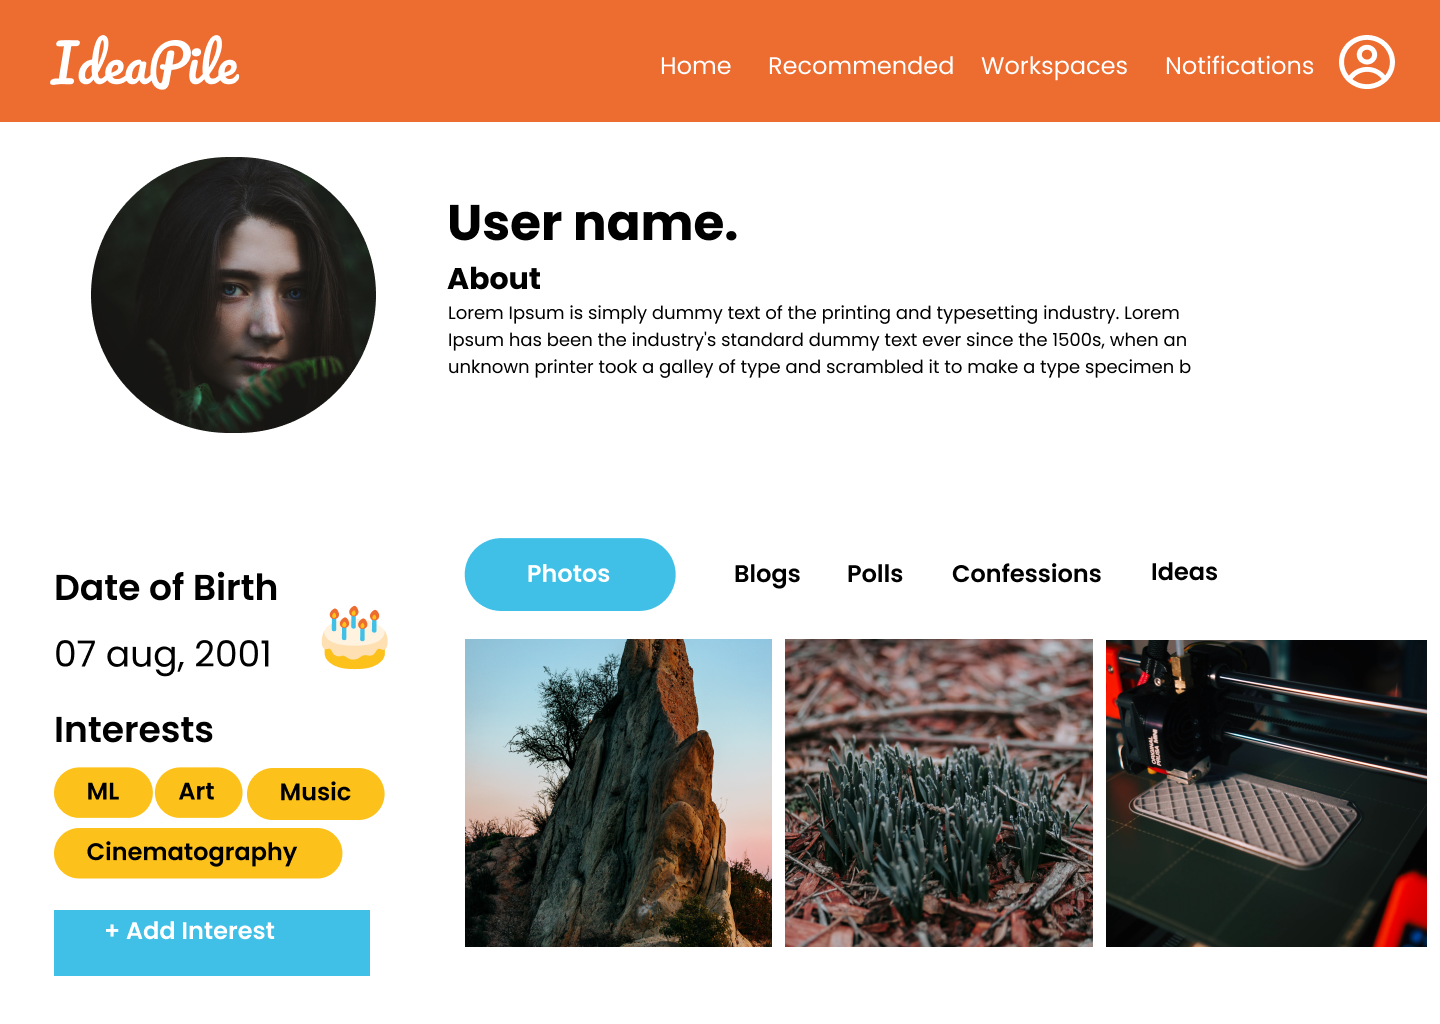 IdeaPile
Home Recommended Workspaces Notifications
User name.
About
Lorem Ipsum is simply dummy text of the printing and typesetting industry. Lorem
Ipsum has been the industry's standard dummy text ever since the 1500s, when an
unknown printer took a galley of type and scrambled it to make a type specimen b
Date of Birth
07 aug, 2001
Interests
ML Art Music
Cinematography
+ Add Interest
Photos Blogs Polls Confessions Ideas
ORIGINAL
PRUSA MINI